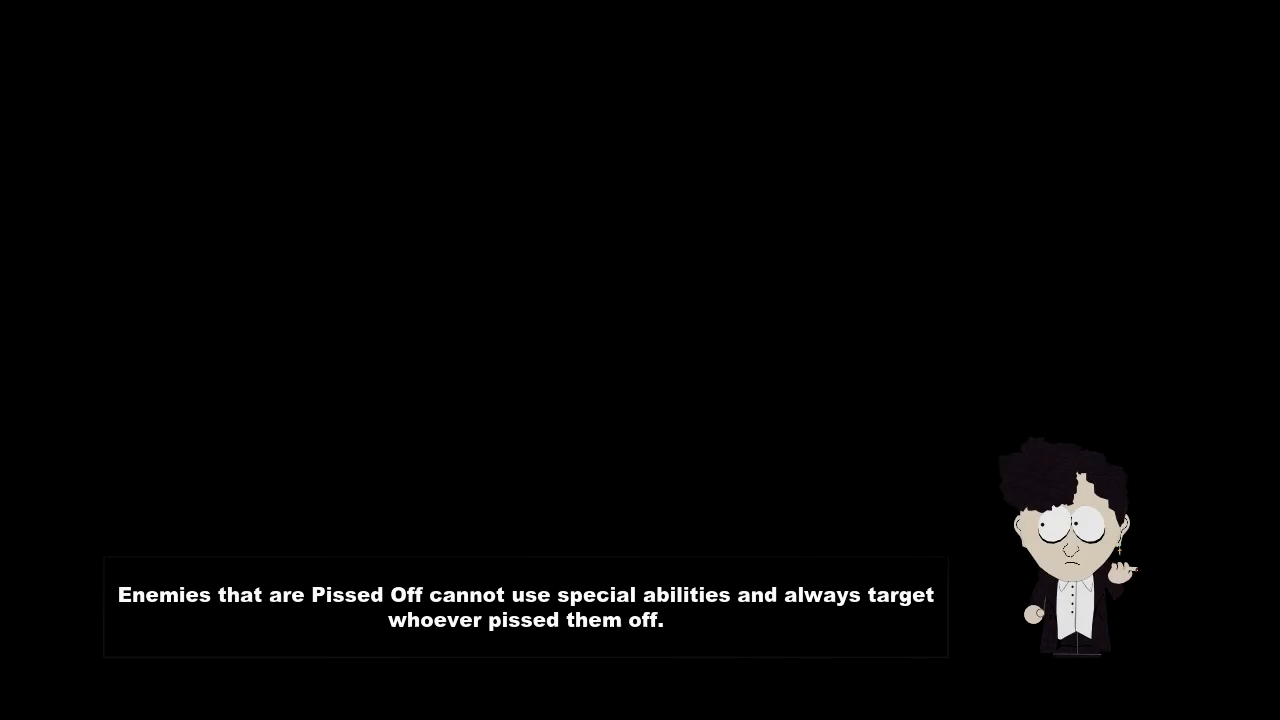 Enemies that are Pissed Off cannot use special abilities and always target
whoever pissed them off.